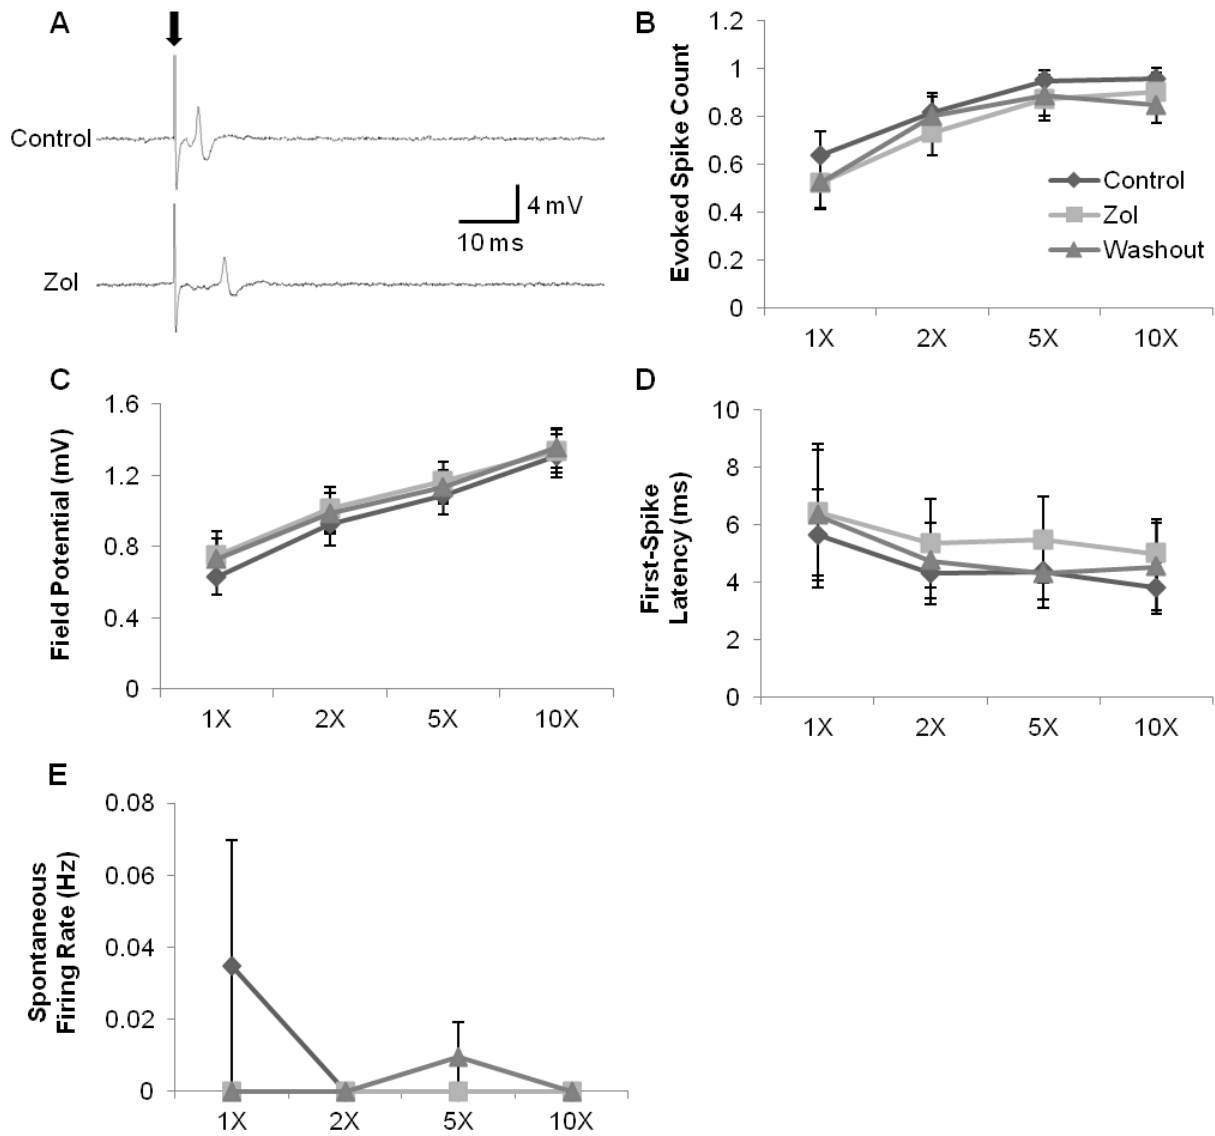 A
Control
Zol
4 mV
10 ms
B
Evoked Spike Count
1.2
1
0.8
0.6
0.4
0.2
0
1X 2X 5X 10X
Control
Zol
Washout
C
Field Potential (mV)
1.6
1.2
0.8
0.4
0
1X 2X 5X 10X
D
First-Spike
Latency (ms)
10
8
6
4
2
0
1X 2X 5X 10X
E
Spontaneous
Firing Rate (Hz)
0.08
0.06
0.04
0.02
0
1X 2X 5X 10X